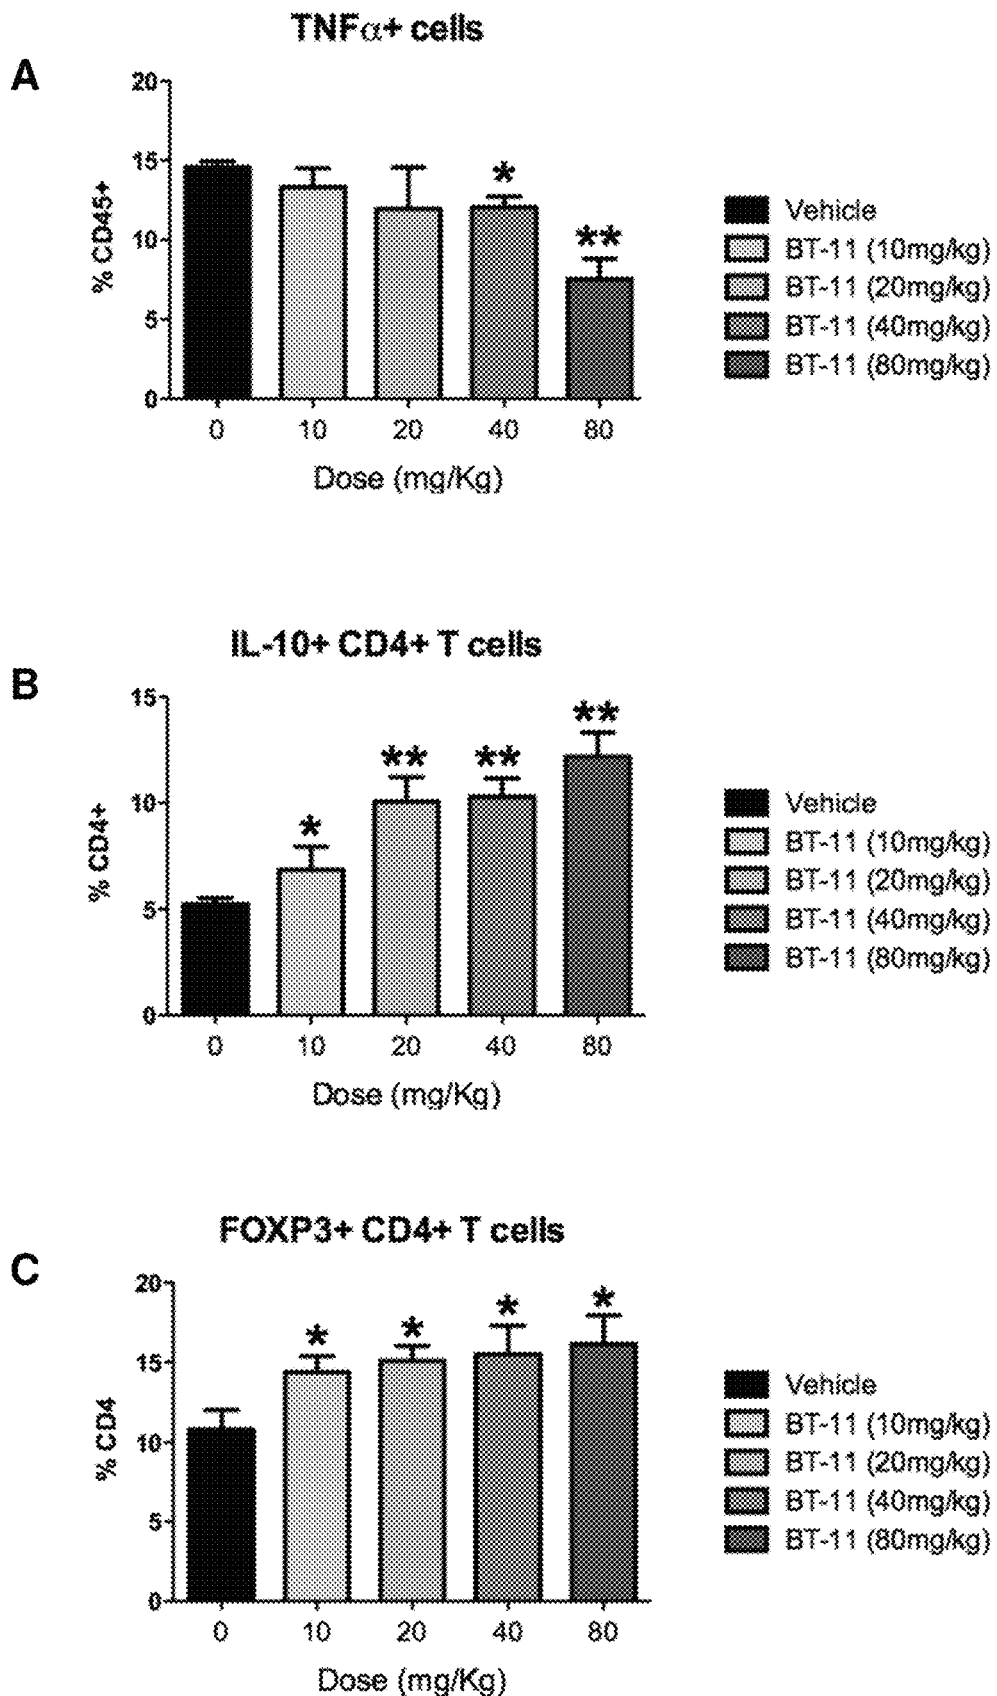 TNFα+ cells
A
20
15
10
5
0
% CD45+
*
**
0 10 20 40 80
Dose (mg/Kg)
Vehicle
BT-11 (10mg/kg)
BT-11 (20mg/kg)
BT-11 (40mg/kg)
BT-11 (80mg/kg)
IL-10+ CD4+ T cells
B
15
10
5
0
% CD4+
*
**
**
**
0 10 20 40 80
Dose (mg/Kg)
Vehicle
BT-11 (10mg/kg)
BT-11 (20mg/kg)
BT-11 (40mg/kg)
BT-11 (80mg/kg)
FOXP3+ CD4+ T cells
C
20
15
10
5
0
% CD4
*
*
*
*
0 10 20 40 80
Dose (mg/Kg)
Vehicle
BT-11 (10mg/kg)
BT-11 (20mg/kg)
BT-11 (40mg/kg)
BT-11 (80mg/kg)